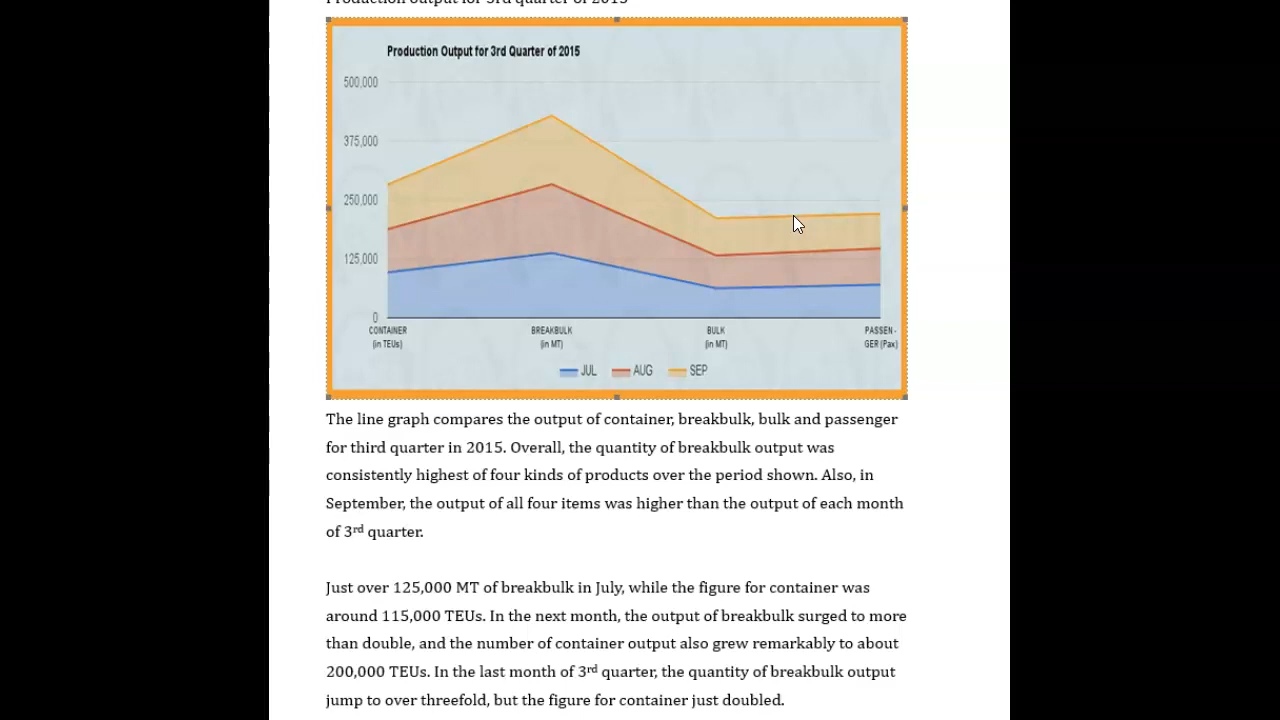 Production output for 3rd quarter of 2015
Production Output for 3rd Quarter of 2015
500,000
375,000
250,000
125,000
0
CONTAINER
(in TEUs)
BREAKBULK
(in MT)
BULK
(in MT)
PASSEN-
GER (Pax)
JUL AUG SEP
The line graph compares the output of container, breakbulk, bulk and passenger
for third quarter in 2015. Overall, the quantity of breakbulk output was
consistently highest of four kinds of products over the period shown. Also, in
September, the output of all four items was higher than the output of each month
of 3rd quarter.
Just over 125,000 MT of breakbulk in July, while the figure for container was
around 115,000 TEUs. In the next month, the output of breakbulk surged to more
than double, and the number of container output also grew remarkably to about
200,000 TEUs. In the last month of 3rd quarter, the quantity of breakbulk output
jump to over threefold, but the figure for container just doubled.